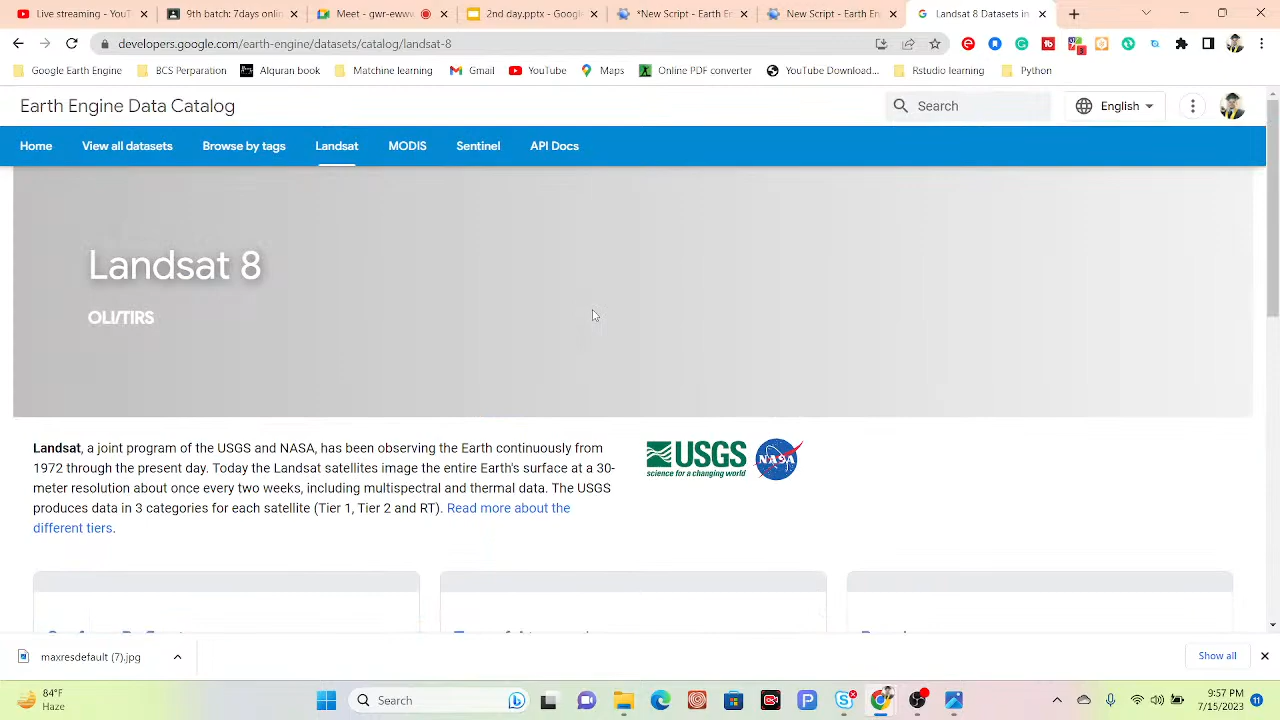 Live streaming - YouT
9th batch: 7days onlin
Meet - qwr-ewwv
2nd day.pptx - Google
*New Script - Earth En
New Script - Earth En
Landsat 8 Datasets in
developers.google.com/earth-engine/datasets/catalog/landsat-8
3
Google Earth Engine
BCS Preparation
Alquran
Matchine learning
Gmail
YouTube
Maps
Online PDF converter
YouTube Download...
Rstudio learning
Python
Earth Engine Data Catalog
Search
English
Home
View all datasets
Browse by tags
Landsat
MODIS
Sentinel
API Docs
Landsat 8
OLI/TIRS
Landsat, a joint program of the USGS and NASA, has been observing the Earth continuously from
1972 through the present day. Today the Landsat satellites image the entire Earth's surface at a 30-
meter resolution about once every two weeks, including multispectral and thermal data. The USGS
produces data in 3 categories for each satellite (Tier 1, Tier 2 and RT). Read more about the
different tiers.
USGS
science for a changing world
NASA
maxresdefault (7).jpg
Show all
84°F
Haze
Search
9:57 PM
7/15/2023
11